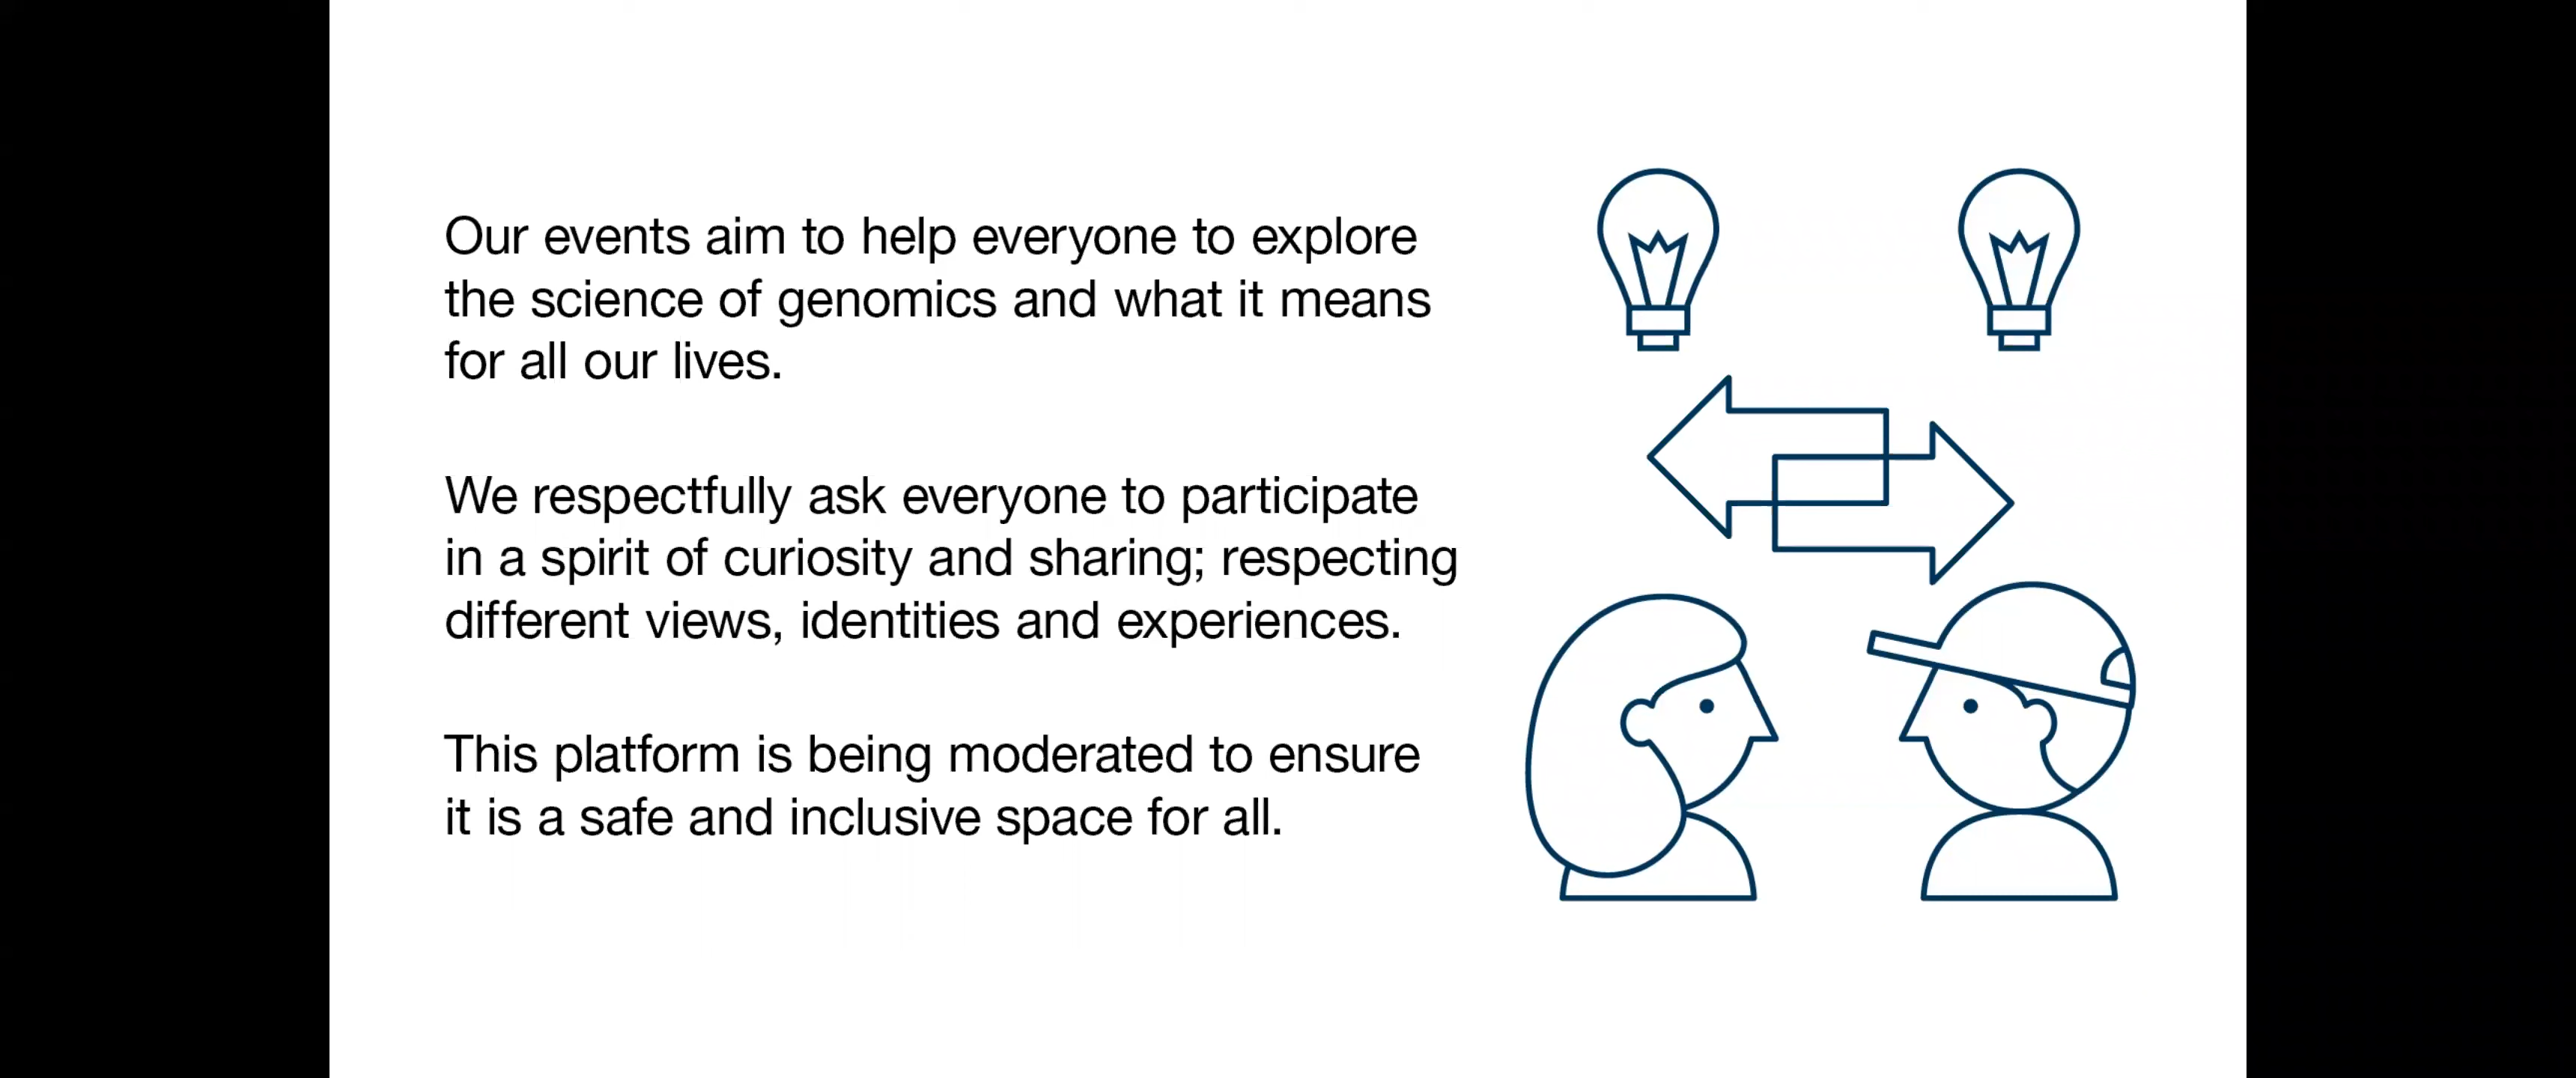 Our events aim to help everyone to explore
the science of genomics and what it means
for all our lives.
We respectfully ask everyone to participate
in a spirit of curiosity and sharing; respecting
different views, identities and experiences.
This platform is being moderated to ensure
it is a safe and inclusive space for all.